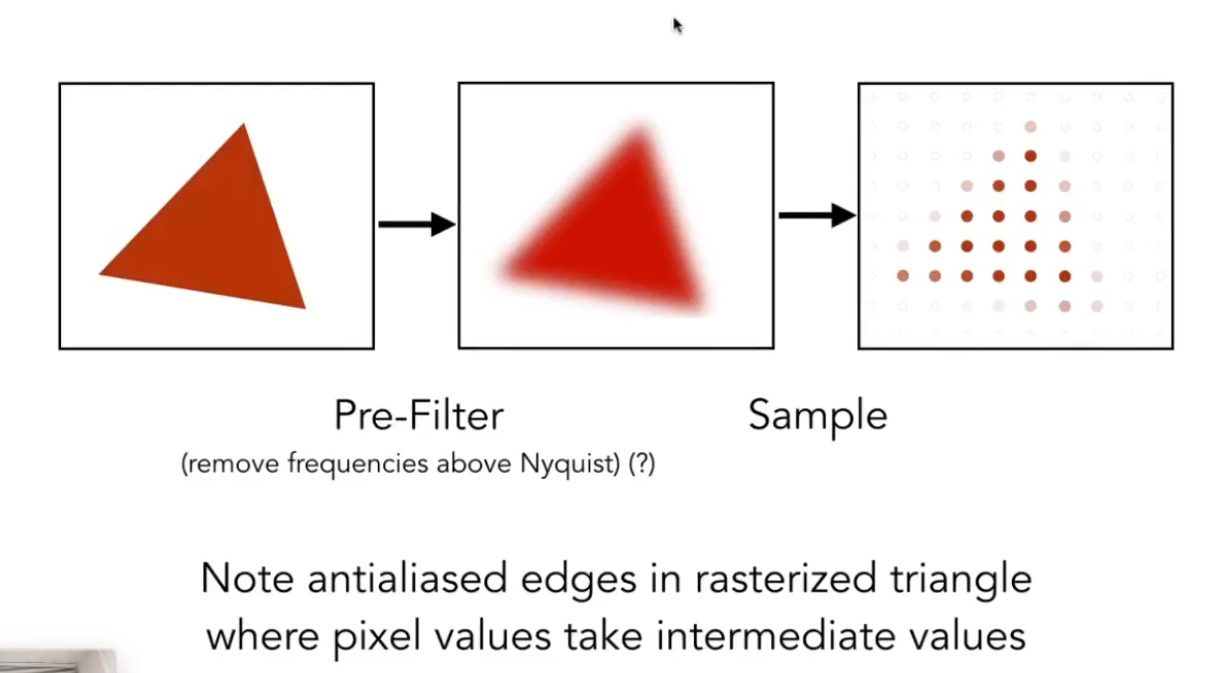 Pre-Filter
Sample
(remove frequencies above Nyquist) (?)
Note antialiased edges in rasterized triangle
where pixel values take intermediate values